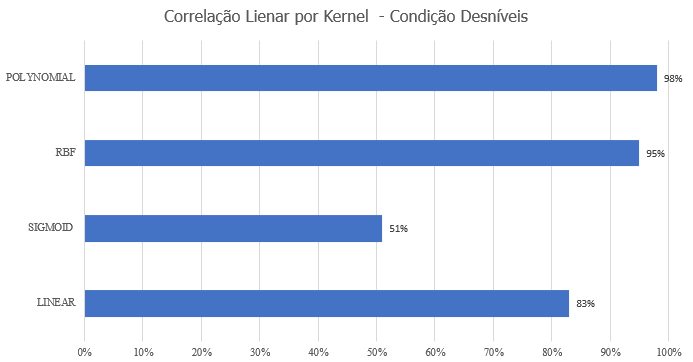 Correlação Lienar por Kernel - Condição Desníveis
POLYNOMIAL
98%
RBF
95%
SIGMOID
51%
LINEAR
83%
0% 10% 20% 30% 40% 50% 60% 70% 80% 90% 100%